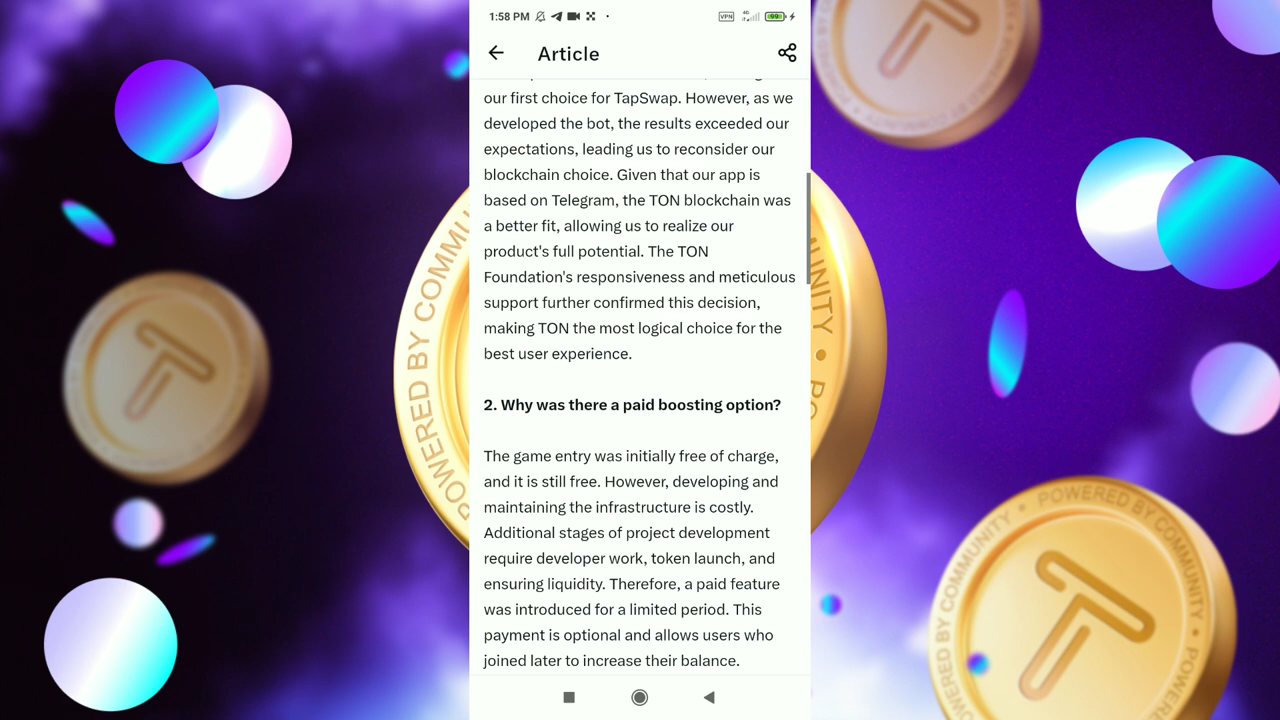 1:58 PM
VPN
4G
99
Article
our first choice for TapSwap. However, as we
developed the bot, the results exceeded our
expectations, leading us to reconsider our
blockchain choice. Given that our app is
based on Telegram, the TON blockchain was
a better fit, allowing us to realize our
product's full potential. The TON
Foundation's responsiveness and meticulous
support further confirmed this decision,
making TON the most logical choice for the
best user experience.
2. Why was there a paid boosting option?
The game entry was initially free of charge,
and it is still free. However, developing and
maintaining the infrastructure is costly.
Additional stages of project development
require developer work, token launch, and
ensuring liquidity. Therefore, a paid feature
was introduced for a limited period. This
payment is optional and allows users who
joined later to increase their balance.
POWERED BY COMMUNITY
POWERED BY COMMUNITY